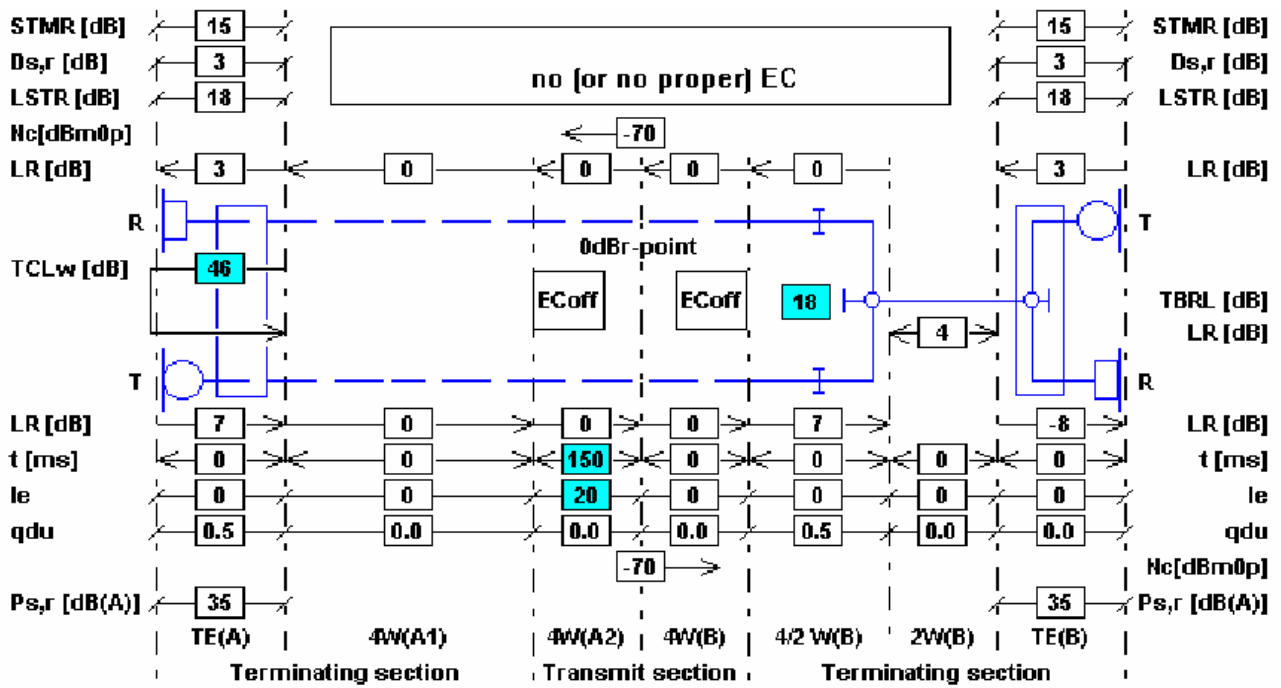 STMR [dB] 15 15 STMR [dB]
Ds,r [dB] 3 3 Ds,r [dB]
LSTR [dB] 18 18 LSTR [dB]
no (or no proper) EC
Nc[dBm0p] -70
LR [dB] 3 0 0 0 0 3 LR [dB]
R T
0dBr-point
TCLw [dB] 46
ECoff ECoff 18 TBRL [dB]
4 LR [dB]
T R
LR [dB] 7 0 0 0 7 -8 LR [dB]
t [ms] 0 0 150 0 0 0 0 t [ms]
Ie 0 0 20 0 0 0 0 Ie
qdu 0.5 0.0 0.0 0.0 0.5 0.0 0.0 qdu
-70 Nc[dBm0p]
Ps,r [dB(A)] 35 35 Ps,r [dB(A)]
TE(A) 4W(A1) 4W(A2) 4W(B) 4/2 W(B) 2W(B) TE(B)
Terminating section Transmit section Terminating section